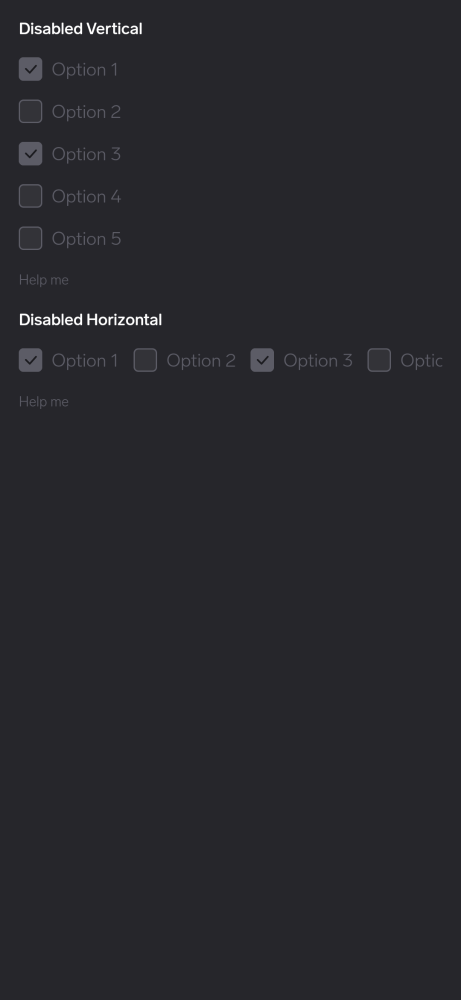 Disabled Vertical
Option 1
Option 2
Option 3
Option 4
Option 5
Help me
Disabled Horizontal
Option 1 Option 2 Option 3 Optic
Help me